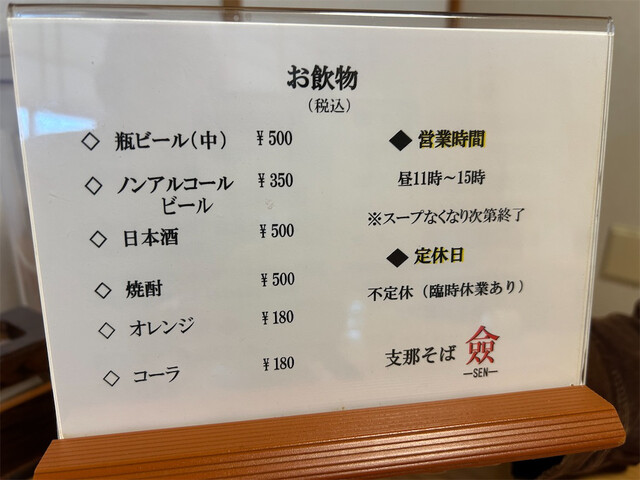 お飲物
（税込）
◇ 瓶ビール（中） ￥500
◇ ノンアルコール ￥350
ビール
◇ 日本酒 ￥500
◇ 焼酎 ￥500
◇ オレンジ ￥180
◇ コーラ ￥180
◆ 営業時間
昼11時～15時
※スープなくなり次第終了
◆ 定休日
不定休（臨時休業あり）
支那そば
—SEN—